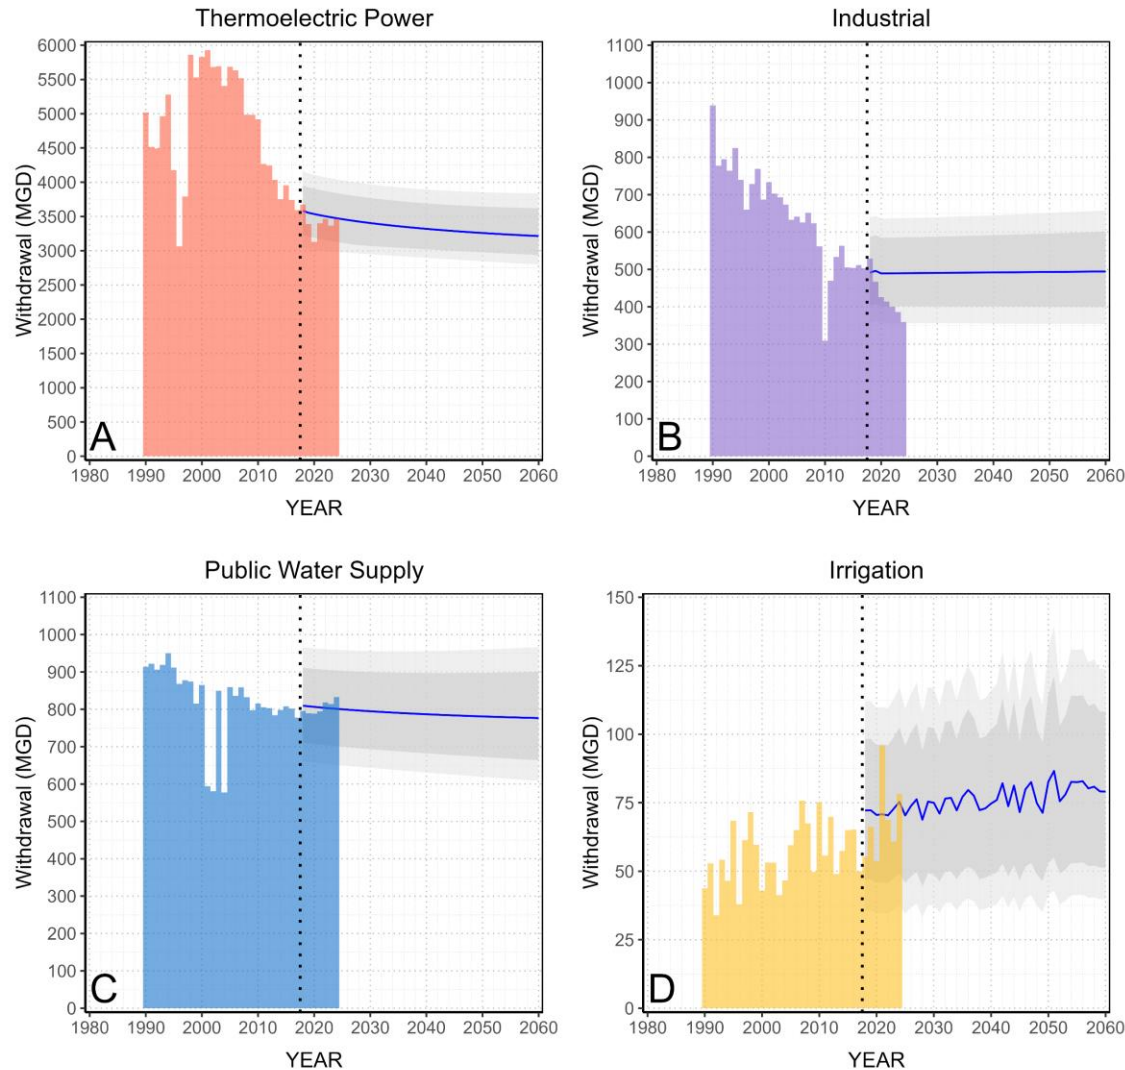 Thermoelectric Power
Withdrawal (MGD)
6000
5500
5000
4500
4000
3500
3000
2500
2000
1500
1000
500
0
A
1980 1990 2000 2010 2020 2030 2040 2050 2060
YEAR
Industrial
Withdrawal (MGD)
1100
1000
900
800
700
600
500
400
300
200
100
0
B
1980 1990 2000 2010 2020 2030 2040 2050 2060
YEAR
Public Water Supply
Withdrawal (MGD)
1100
1000
900
800
700
600
500
400
300
200
100
0
C
1980 1990 2000 2010 2020 2030 2040 2050 2060
YEAR
Irrigation
Withdrawal (MGD)
150
125
100
75
50
25
0
D
1980 1990 2000 2010 2020 2030 2040 2050 2060
YEAR